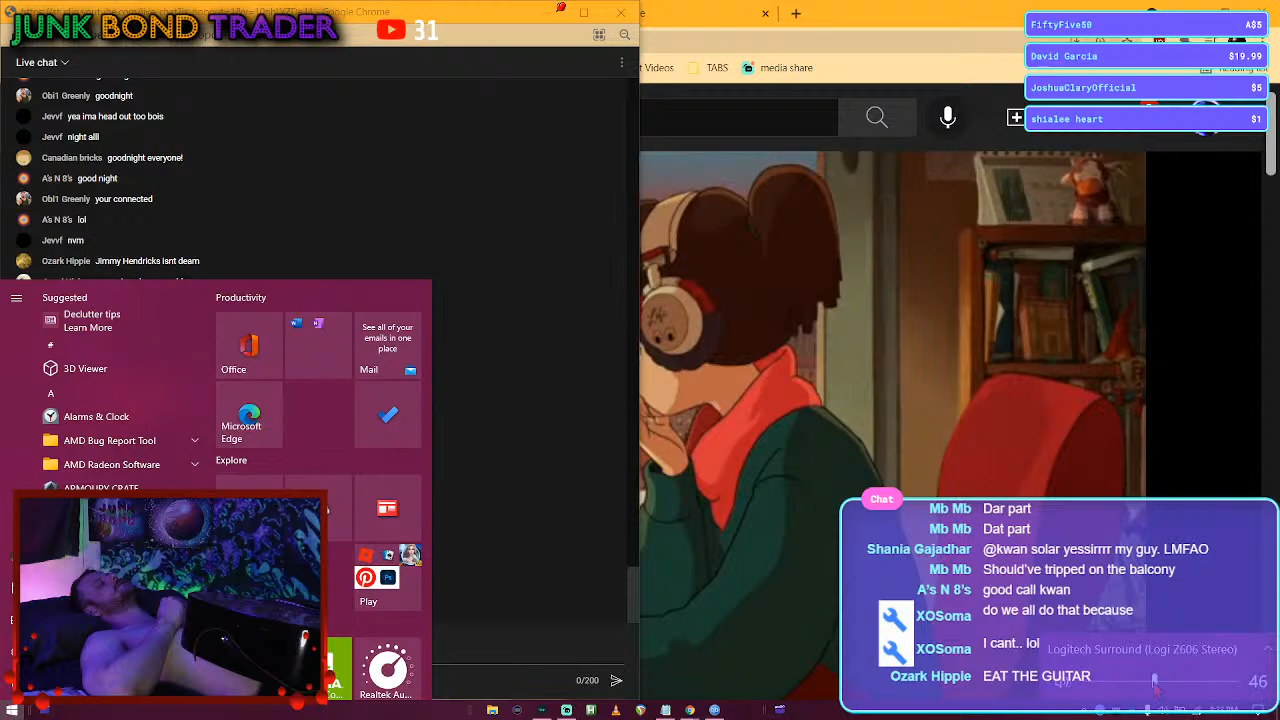 JUNK BOND TRADER
31
Google Chrome
Live chat
Obi1 Greenly goodnight
Jevvf yea ima head out too bois
Jevvf night alll
Canadian bricks goodnight everyone!
A's N 8's good night
Obi1 Greenly your connected
A's N 8's lol
Jevvf nvm
Ozark Hippie Jimmy Hendricks isnt deam
Suggested
Declutter tips
Learn More
#
3D Viewer
A
Alarms & Clock
AMD Bug Report Tool
AMD Radeon Software
ARMOURY CRATE
Productivity
Office
See all of your emails in one place
Mail
Microsoft Edge
Explore
Play
Realtek Au...
0/200
Videos
TABS
media share
FiftyFive50 A$5
David Garcia $19.99
JoshuaClaryOfficial $5
shialee heart $1
Chat
Mb Mb Dar part
Mb Mb Dat part
Shania Gajadhar @kwan solar yessirrrr my guy. LMFAO
Mb Mb Should've tripped on the balcony
A's N 8's good call kwan
XOSoma do we all do that because
XOSoma I cant.. lol
Ozark Hippie EAT THE GUITAR
Logitech Surround (Logi Z606 Stereo)
46